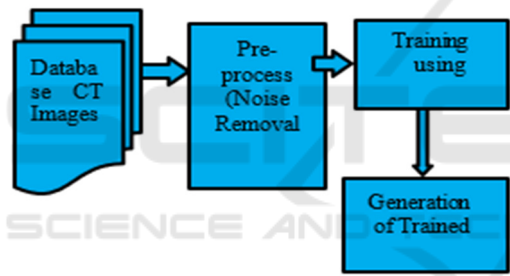 Databa
se CT
Images
Pre-
process
(Noise
Removal
Training
using
Generation
of Trained
SCIENCE AND